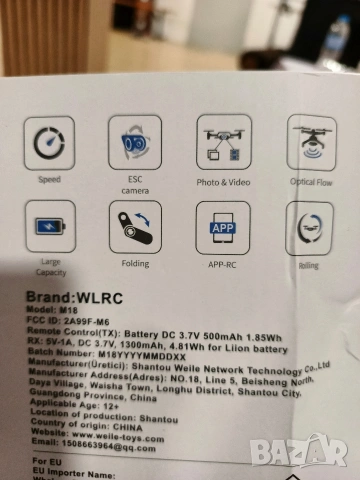 Speed
ESC
camera
Photo & Video
Optical Flow
Large
Capacity
Folding
APP
APP-RC
Rolling
Brand:WLRC
Model: M18
FCC ID: 2A99F-M6
Remote Control(TX): Battery DC 3.7V 500mAh 1.85Wh
RX: 5V-1A, DC 3.7V, 1300mAh, 4.81Wh for Liion battery
Batch Number: M18YYYYMMDDXX
Manufacturer(Üretici): Shantou Weile Network Technology Co.,Ltd
Manufacturer Address(Adres): NO.18, Line 5, Beisheng North,
Daya Village, Waisha Town, Longhu District, Shantou City,
Guangdong Province, China
Applicable Age: 12+
Location of production: Shantou
Country of origin: CHINA
Website: www.weile-toys.com
Email: 1508663964@qq.com
For EU
EU Importer Name:
BAZAR